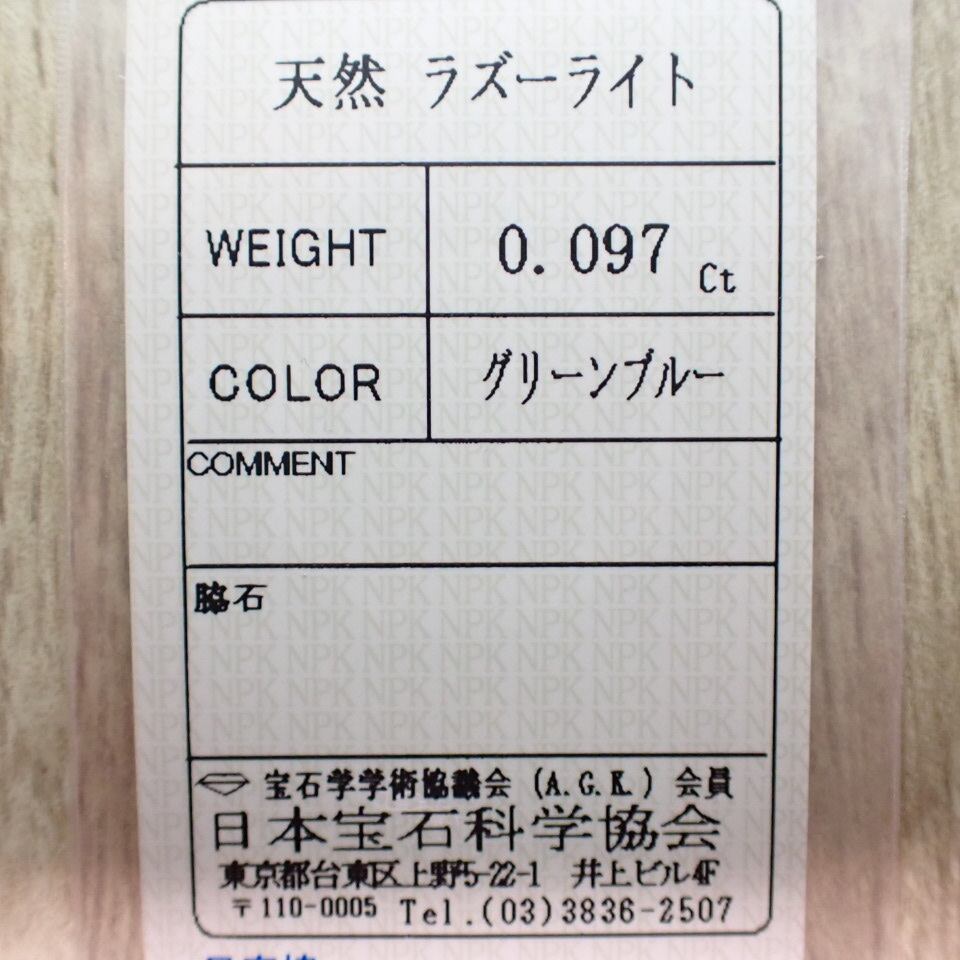 天然 ラズーライト
WEIGHT 0.097 Ct
COLOR グリーンブルー
COMMENT
脇石
宝石学学術協議会 (A.G.K.) 会員
日本宝石科学協会
東京都台東区上野5-22-1 井上ビル4F
〒110-0005 Tel.(03)3836-2507